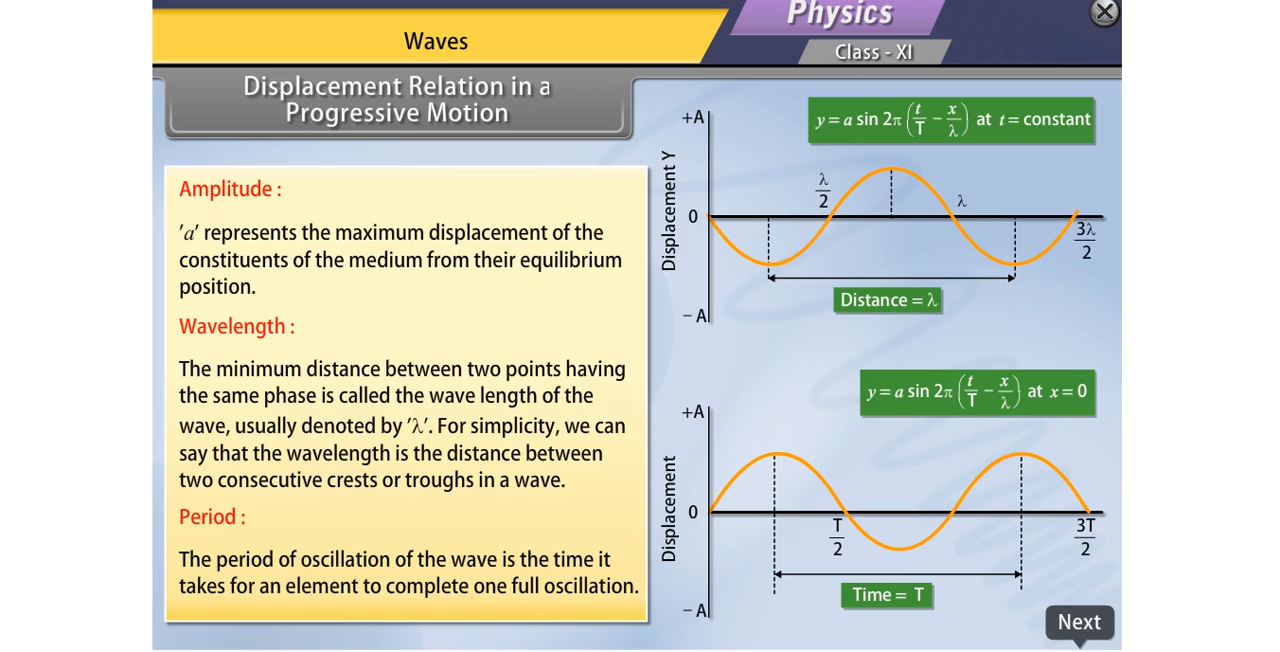 Waves
Physics
Class - XI
Displacement Relation in a
Progressive Motion
Amplitude :
'a' represents the maximum displacement of the
constituents of the medium from their equilibrium
position.
Wavelength :
The minimum distance between two points having
the same phase is called the wave length of the
wave, usually denoted by 'λ'. For simplicity, we can
say that the wavelength is the distance between
two consecutive crests or troughs in a wave.
Period :
The period of oscillation of the wave is the time it
takes for an element to complete one full oscillation.
y = a sin 2π (t/T − x/λ) at t = constant
+A
Displacement Y
0
− A
λ/2
λ
3λ/2
Distance = λ
y = a sin 2π (t/T − x/λ) at x = 0
+A
Displacement
0
− A
T/2
3T/2
Time = T
Next